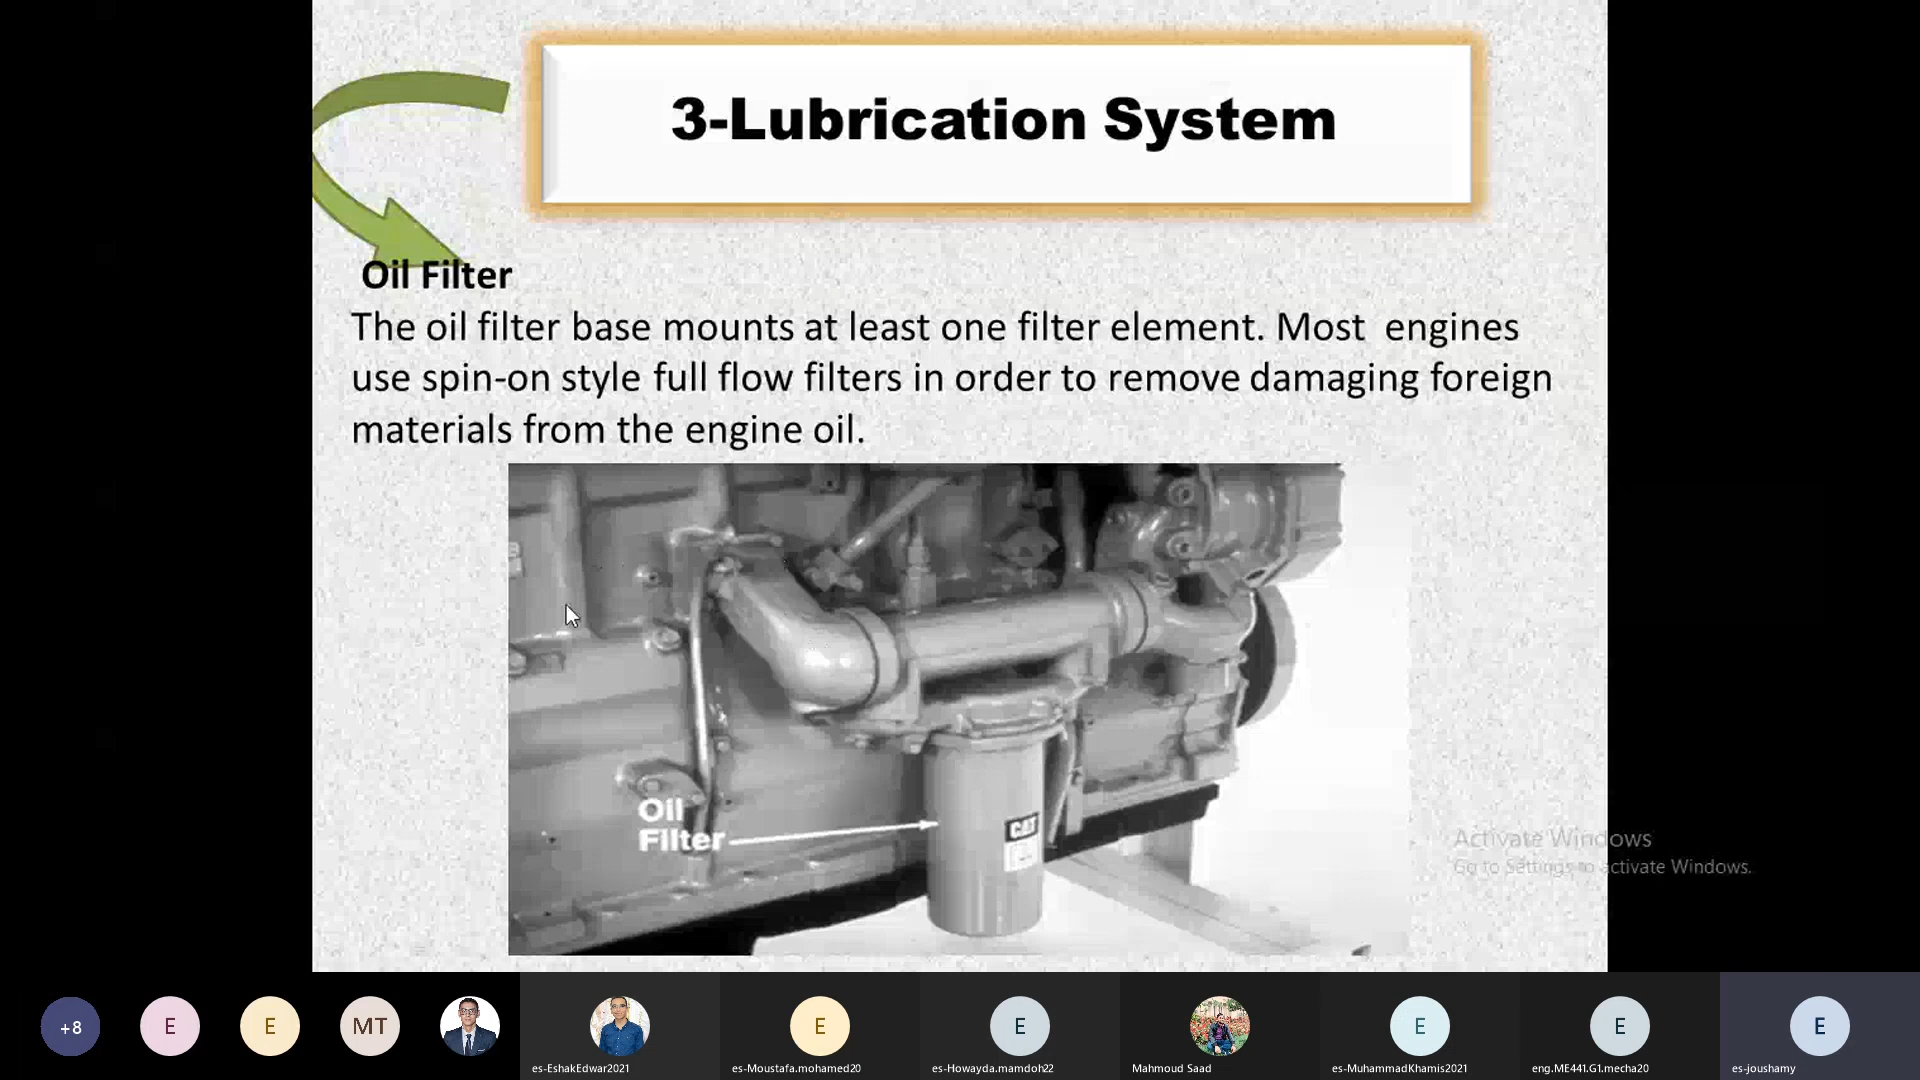 3-Lubrication System
Oil Filter
The oil filter base mounts at least one filter element. Most engines
use spin-on style full flow filters in order to remove damaging foreign
materials from the engine oil.
Oil
Filter
CAT
Activate Windows
Go to Settings to activate Windows.
+8
E
E
MT
E
E
E
E
E
es-EshakEdwar2021
es-Moustafa.mohamed20
es-Howayda.mamdoh22
Mahmoud Saad
es-MuhammadKhamis2021
eng.ME441.G1.mecha20
es-joushamy